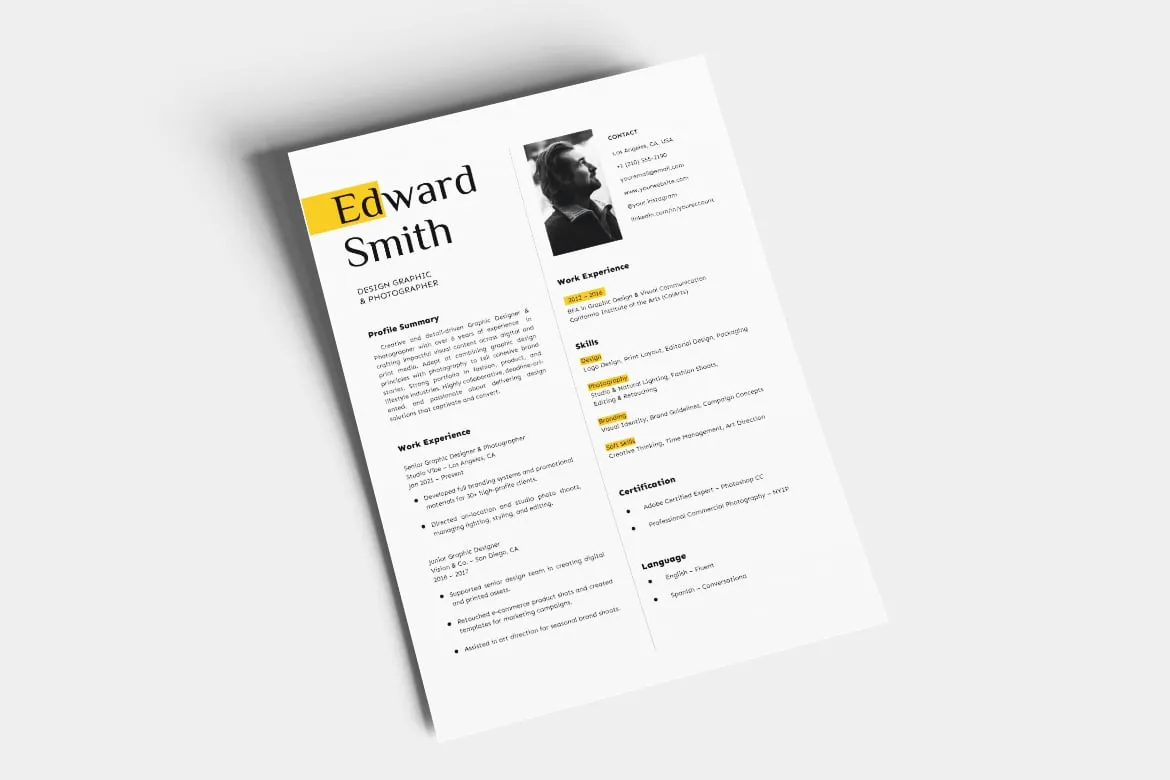 Edward
Smith
DESIGN GRAPHIC
& PHOTOGRAPHER
Profile Summary
Creative and detail-driven Graphic Designer &
Photographer with over 6 years of experience in
crafting impactful visual content across digital and
print media. Adept at combining graphic design
principles with photography to tell cohesive brand
stories. Strong portfolio in fashion, product, and
lifestyle industries. Highly collaborative, deadline-ori-
ented, and passionate about delivering design
solutions that captivate and convert.
Work Experience
Senior Graphic Designer & Photographer
Studio Vibe – Los Angeles, CA
Jan 2021 – Present
• Developed full branding systems and promotional
materials for 30+ high-profile clients.
• Directed on-location and studio photo shoots,
managing lighting, styling, and editing.
Junior Graphic Designer
Vision & Co. – San Diego, CA
2016 – 2017
• Supported senior design team in creating digital
and printed assets.
• Retouched e-commerce product shots and created
templates for marketing campaigns.
• Assisted in art direction for seasonal brand shoots.
CONTACT
Los Angeles, CA, USA
+1 (310) 555-2190
youremail@email.com
www.yourwebsite.com
@your.instagram
linkedin.com/in/youraccount
Work Experience
2012 – 2016
BFA in Graphic Design & Visual Communication
California Institute of the Arts (CalArts)
Skills
Design
Logo Design, Print Layout, Editorial Design, Packaging
Photography
Studio & Natural Lighting, Fashion Shoots,
Editing & Retouching
Branding
Visual Identity, Brand Guidelines, Campaign Concepts
Soft Skills
Creative Thinking, Time Management, Art Direction
Certification
• Adobe Certified Expert – Photoshop CC
• Professional Commercial Photography – NYIP
Language
• English – Fluent
• Spanish – Conversationa